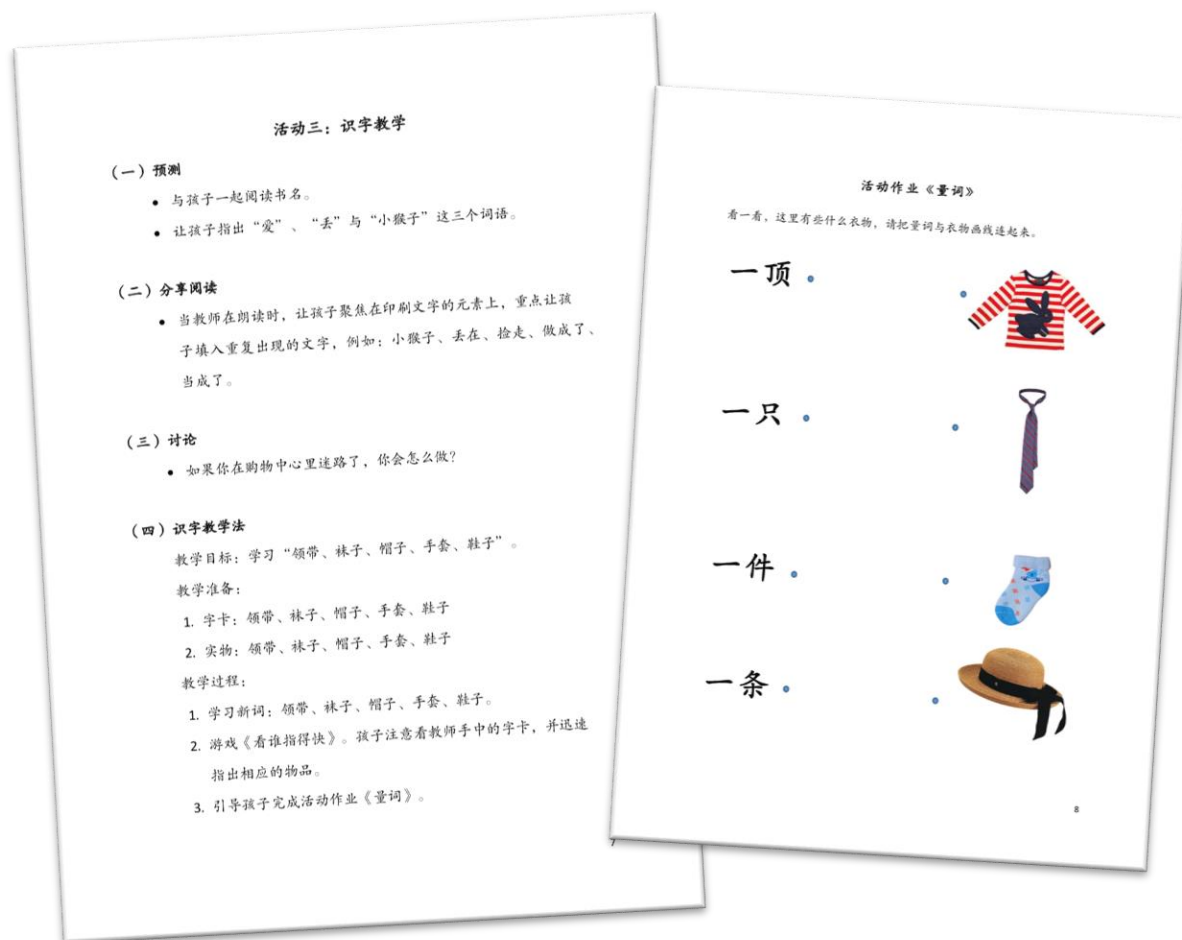 活动三：识字教学
（一）预测
• 与孩子一起阅读书名。
• 让孩子指出“爱”、“丢”与“小猴子”这三个词语。
（二）分享阅读
• 当教师在朗读时，让孩子聚焦在印刷文字的元素上，重点让孩
子填入重复出现的文字，例如：小猴子、丢在、捡走、做成了、
当成了。
（三）讨论
• 如果你在购物中心里迷路了，你会怎么做？
（四）识字教学法
教学目标：学习“领带、袜子、帽子、手套、鞋子”。
教学准备：
1. 字卡：领带、袜子、帽子、手套、鞋子
2. 实物：领带、袜子、帽子、手套、鞋子
教学过程：
1. 学习新词：领带、袜子、帽子、手套、鞋子。
2. 游戏《看谁指得快》。孩子注意看教师手中的字卡，并迅速
指出相应的物品。
3. 引导孩子完成活动作业《量词》。
7
活动作业《量词》
看一看，这里有些什么衣物，请把量词与衣物画线连起来。
一顶
一只
一件
一条
8